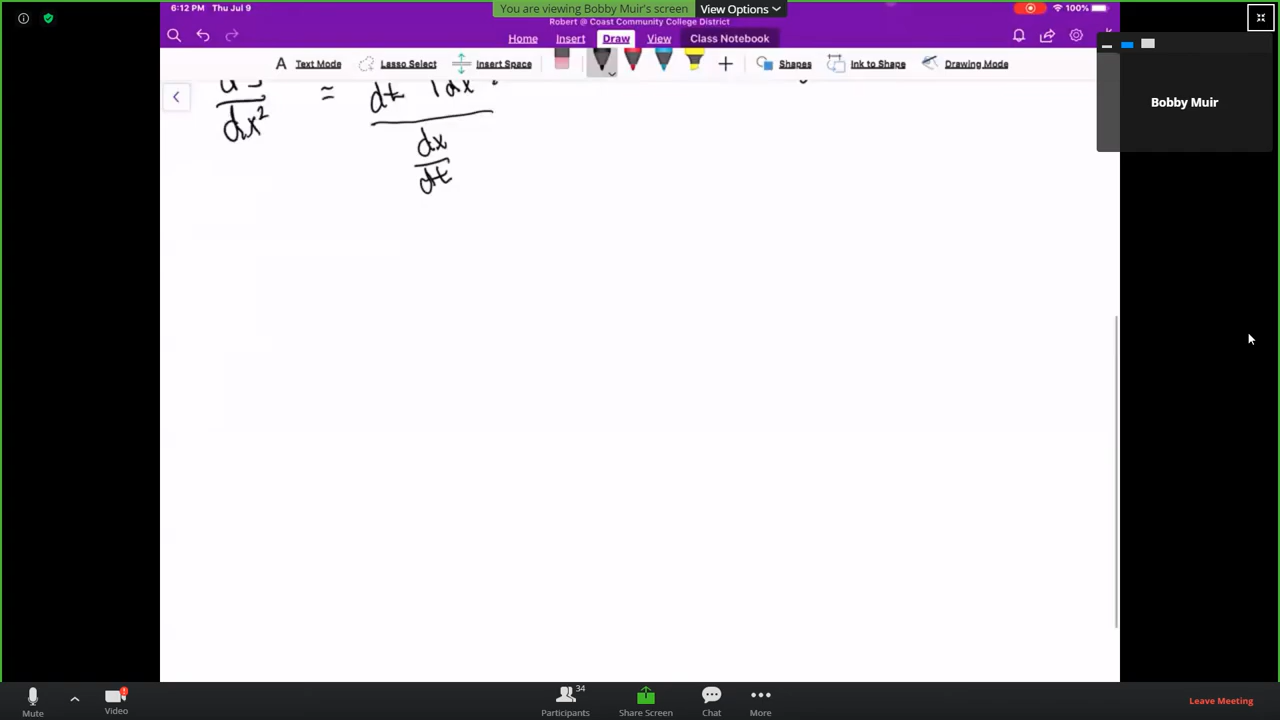 6:12 PM Thu Jul 9
You are viewing Bobby Muir's screen View Options
100%
Robert @ Coast Community College District
Home Insert Draw View Class Notebook
A Text Mode Lasso Select Insert Space Shapes Ink to Shape Drawing Mode
Bobby Muir
dx² = dt dx
dx
dt
34
Mute Video Participants Share Screen Chat More Leave Meeting